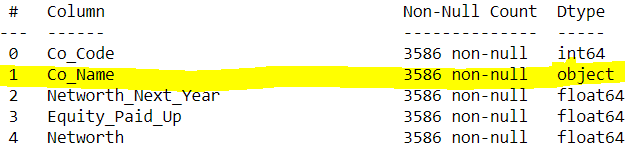 #   Column   Non-Null Count   Dtype
---  ------   --------------   -----
0   Co_Code   3586 non-null   int64
1   Co_Name   3586 non-null   object
2   Networth_Next_Year   3586 non-null   float64
3   Equity_Paid_Up   3586 non-null   float64
4   Networth   3586 non-null   float64